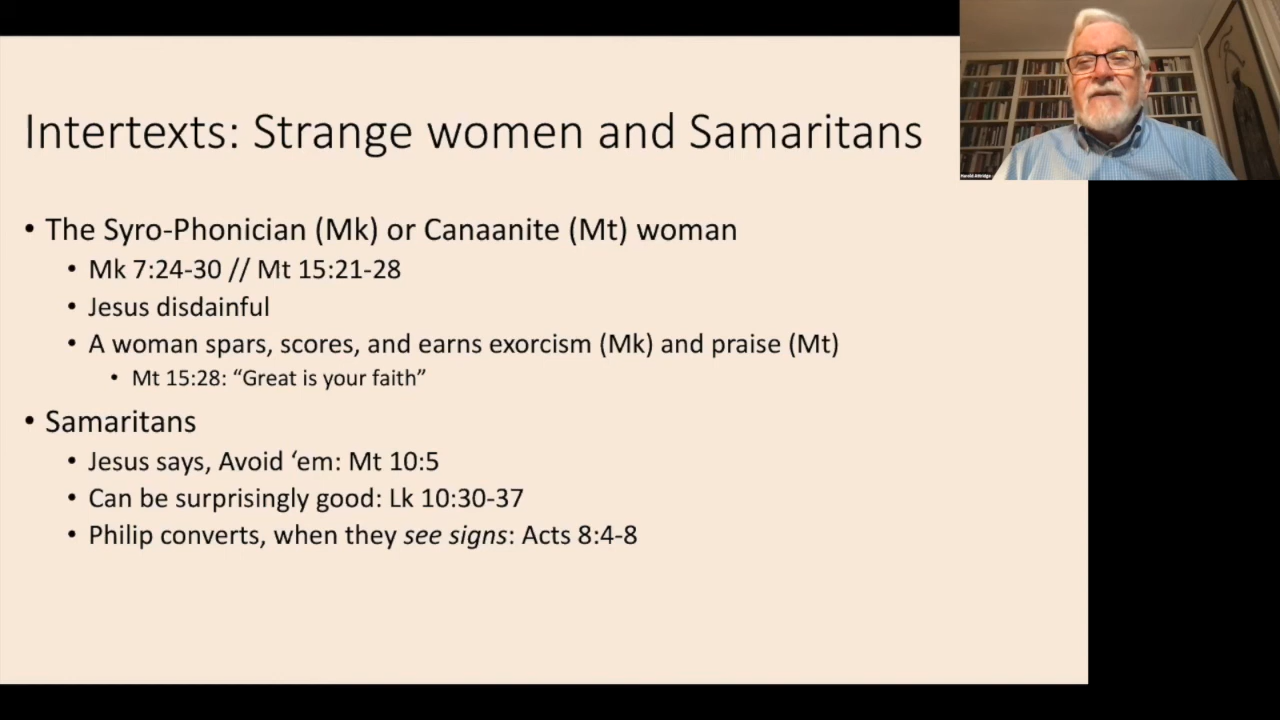 Intertexts: Strange women and Samaritans
• The Syro-Phonician (Mk) or Canaanite (Mt) woman
• Mk 7:24-30 // Mt 15:21-28
• Jesus disdainful
• A woman spars, scores, and earns exorcism (Mk) and praise (Mt)
• Mt 15:28: “Great is your faith”
• Samaritans
• Jesus says, Avoid ‘em: Mt 10:5
• Can be surprisingly good: Lk 10:30-37
• Philip converts, when they see signs: Acts 8:4-8
Harold Attridge